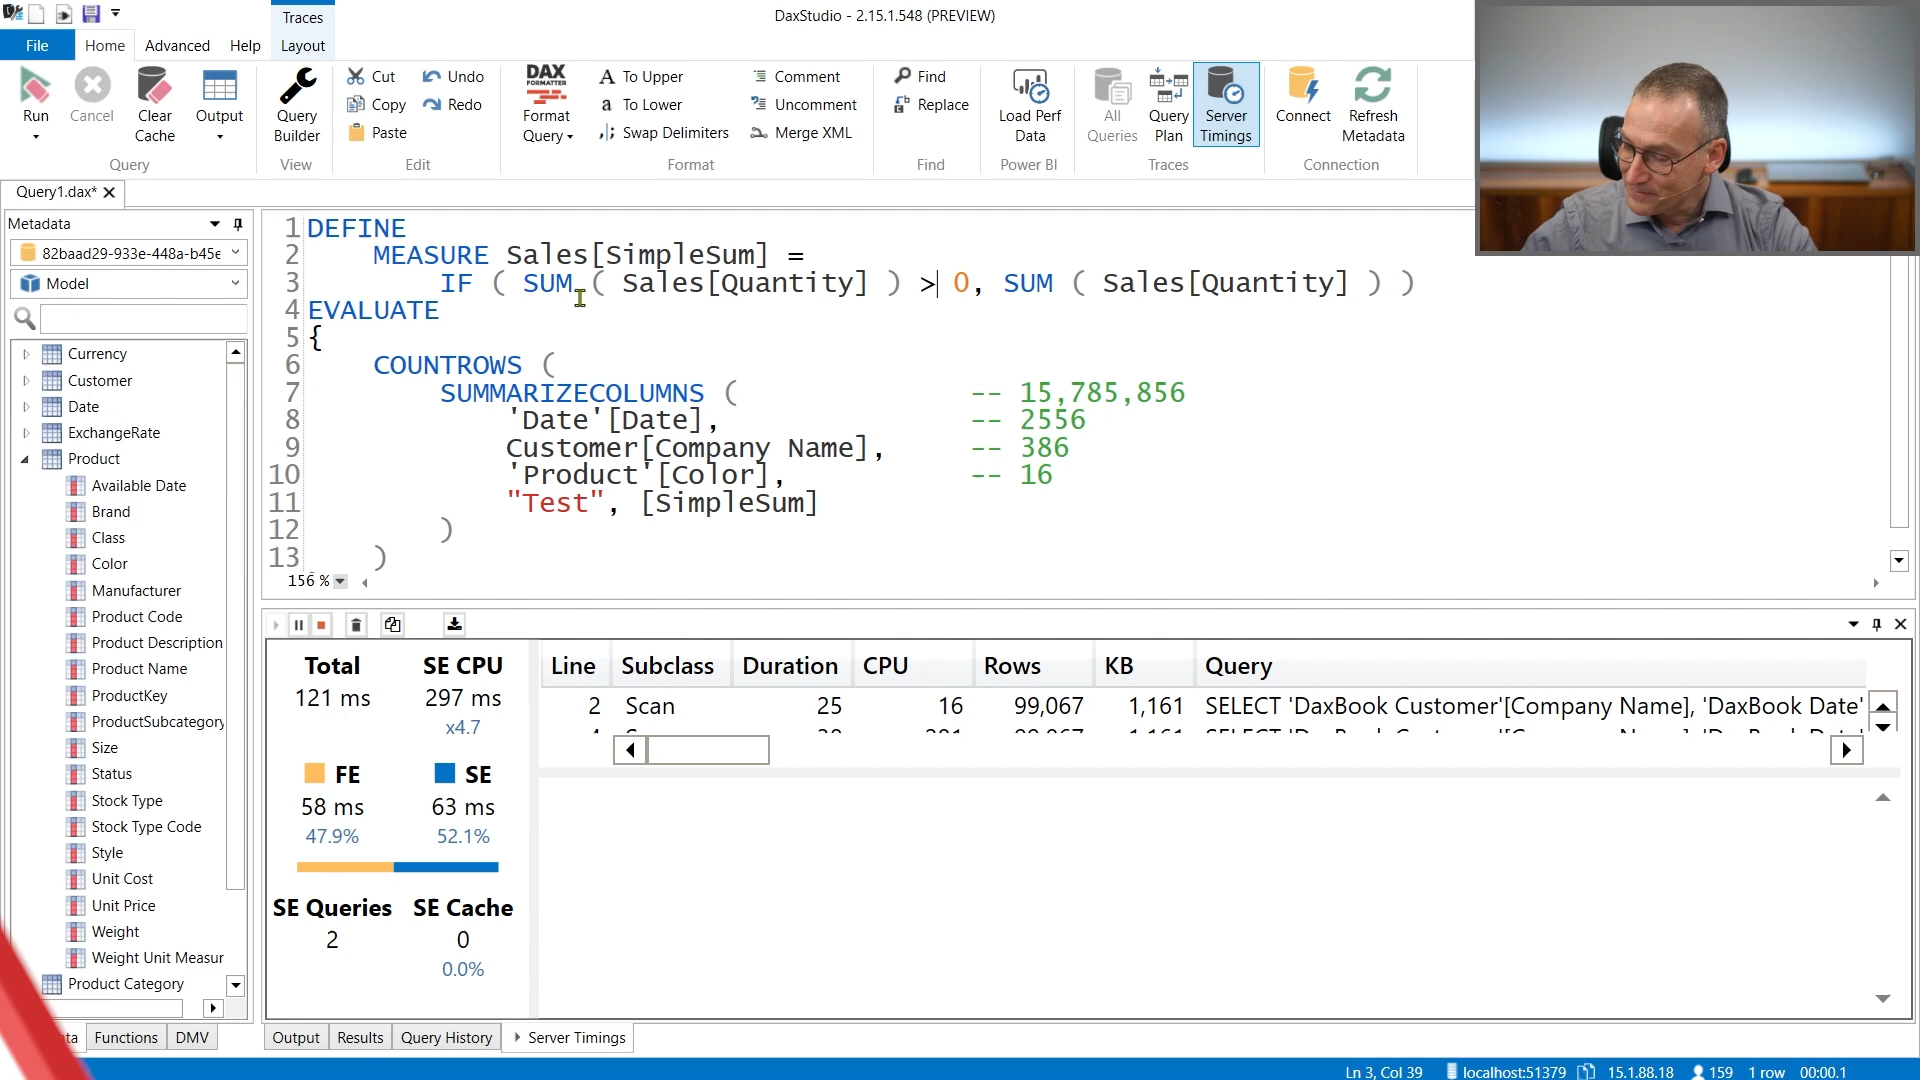 DaxStudio - 2.15.1.548 (PREVIEW)
Traces
File
Home
Advanced
Help
Layout
Run
Cancel
Clear Cache
Output
Query
Query Builder
View
Cut
Copy
Paste
Undo
Redo
Edit
DAX
FORMATTER
Format Query
To Upper
To Lower
Swap Delimiters
Comment
Uncomment
Merge XML
Format
Find
Replace
Find
Load Perf Data
Power BI
All Queries
Query Plan
Server Timings
Traces
Connect
Refresh Metadata
Connection
Query1.dax*
Metadata
82baad29-933e-448a-b45e
Model
Currency
Customer
Date
ExchangeRate
Product
Available Date
Brand
Class
Color
Manufacturer
Product Code
Product Description
Product Name
ProductKey
ProductSubcategory
Size
Status
Stock Type
Stock Type Code
Style
Unit Cost
Unit Price
Weight
Weight Unit Measur
Product Category
ta
Functions
DMV
1 DEFINE
2 MEASURE Sales[SimpleSum] =
3 IF ( SUM ( Sales[Quantity] ) > 0, SUM ( Sales[Quantity] ) )
4 EVALUATE
5 {
6 COUNTROWS (
7 SUMMARIZECOLUMNS ( -- 15,785,856
8 'Date'[Date], -- 2556
9 Customer[Company Name], -- 386
10 'Product'[Color], -- 16
11 "Test", [SimpleSum]
12 )
13 )
156 %
Total
121 ms
SE CPU
297 ms
x4.7
FE
58 ms
47.9%
SE
63 ms
52.1%
SE Queries
2
SE Cache
0
0.0%
Line Subclass Duration CPU Rows KB Query
2 Scan 25 16 99,067 1,161 SELECT 'DaxBook Customer'[Company Name], 'DaxBook Date'
Output
Results
Query History
Server Timings
Ln 3, Col 39
localhost:51379
15.1.88.18
159
1 row
00:00.1